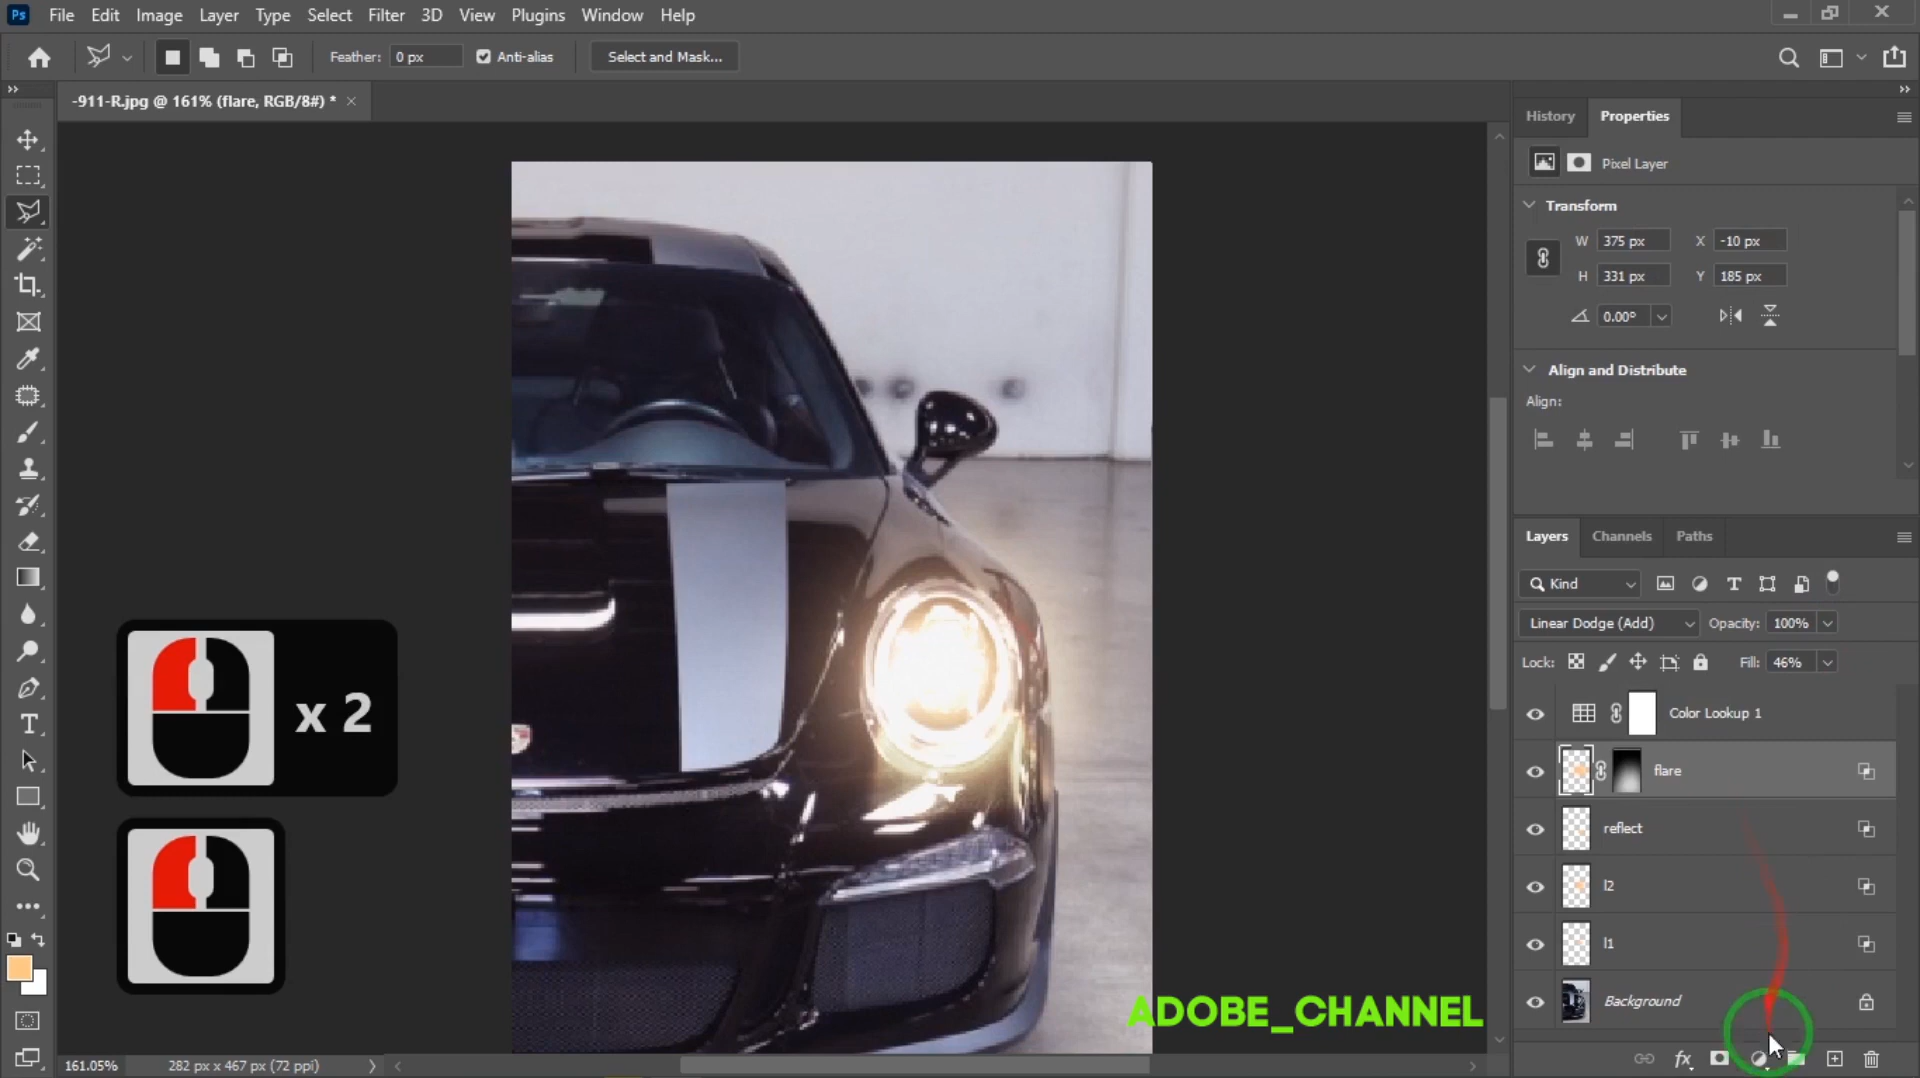 Ps File Edit Image Layer Type Select Filter 3D View Plugins Window Help
Feather: 0 px Anti-alias Select and Mask...
-911-R.jpg @ 161% (flare, RGB/8#) * ×
History Properties
Pixel Layer
Transform
W 375 px X -10 px
H 331 px Y 185 px
0.00°
Align and Distribute
Align:
Layers Channels Paths
Kind
Linear Dodge (Add) Opacity: 100%
Lock: Fill: 46%
Color Lookup 1
flare
reflect
l2
l1
Background
x 2
ADOBE_CHANNEL
161.05% 282 px x 467 px (72 ppi)
fx